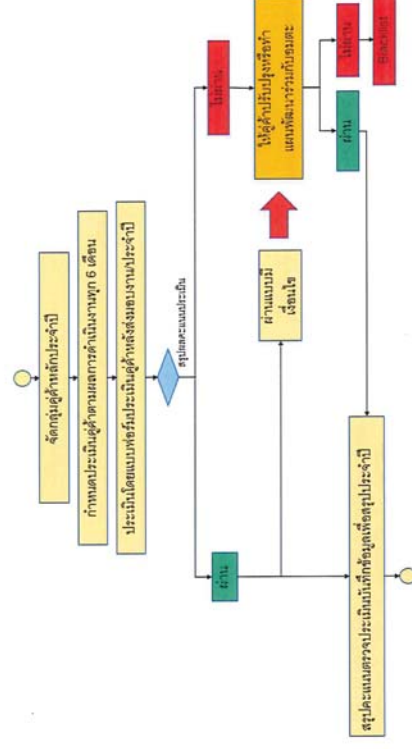 จัดกลุ่มคู่ค้าหลักประจำปี
กำหนดประเมินคู่ค้าตามผลการดำเนินงานทุก 6 เดือน
ประเมินโดยแบบฟอร์มประเมินคู่ค้าหลังส่งมอบงาน/ประจำปี
สรุปผลคะแนนประเมิน
ผ่าน
ไม่ผ่าน
ผ่านแบบมี
เงื่อนไข
ให้คู่ค้าปรับปรุงหรือทำ
แผนพัฒนาร่วมกับอมตะ
ผ่าน
ไม่ผ่าน
Blacklist
สรุปคะแนนตรวจประเมินบันทึกข้อมูลเพื่อสรุปประจำปี